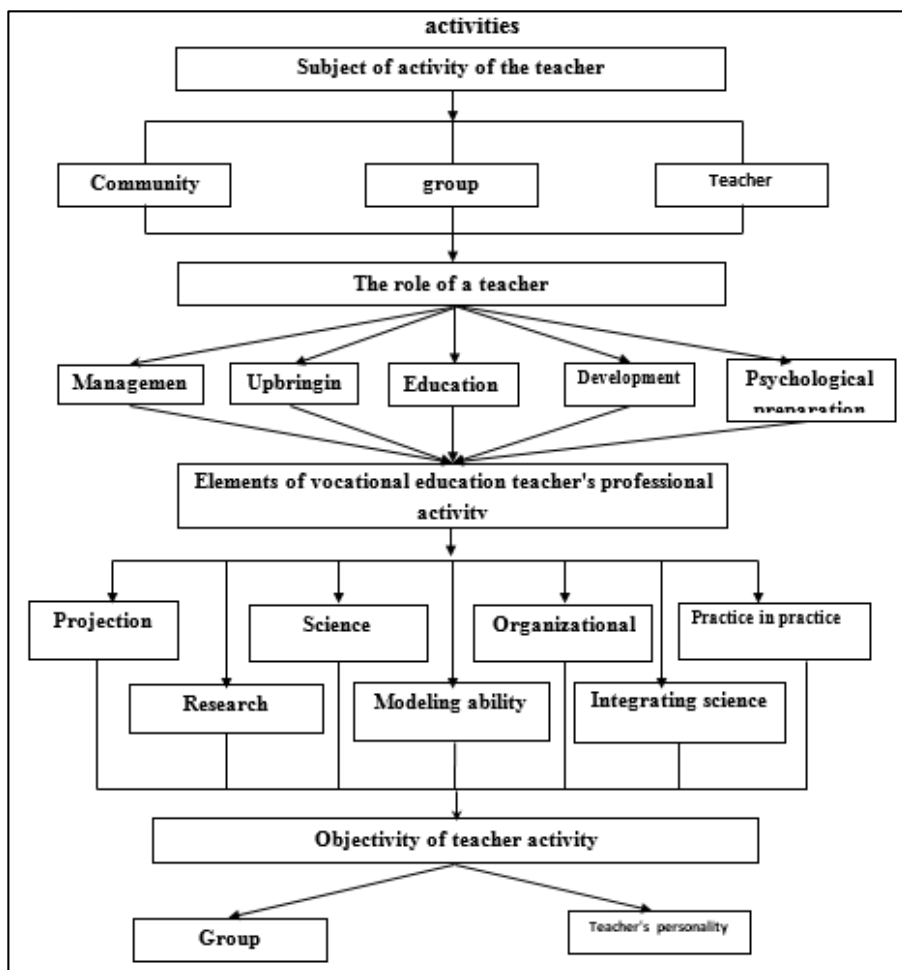 activities
Subject of activity of the teacher
Community
group
Teacher
The role of a teacher
Managemen
Upbringin
Education
Development
Psychological
preparation
Elements of vocational education teacher's professional
activity
Projection
Science
Organizational
Practice in practice
Research
Modeling ability
Integrating science
Objectivity of teacher activity
Group
Teacher's personality